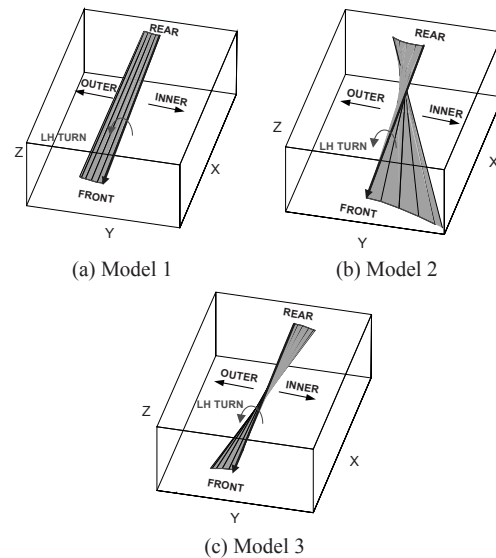 REAR
OUTER
INNER
LH TURN
Z
X
FRONT
Y
(a) Model 1
REAR
OUTER
INNER
LH TURN
Z
X
FRONT
Y
(b) Model 2
REAR
OUTER
INNER
LH TURN
Z
X
FRONT
Y
(c) Model 3